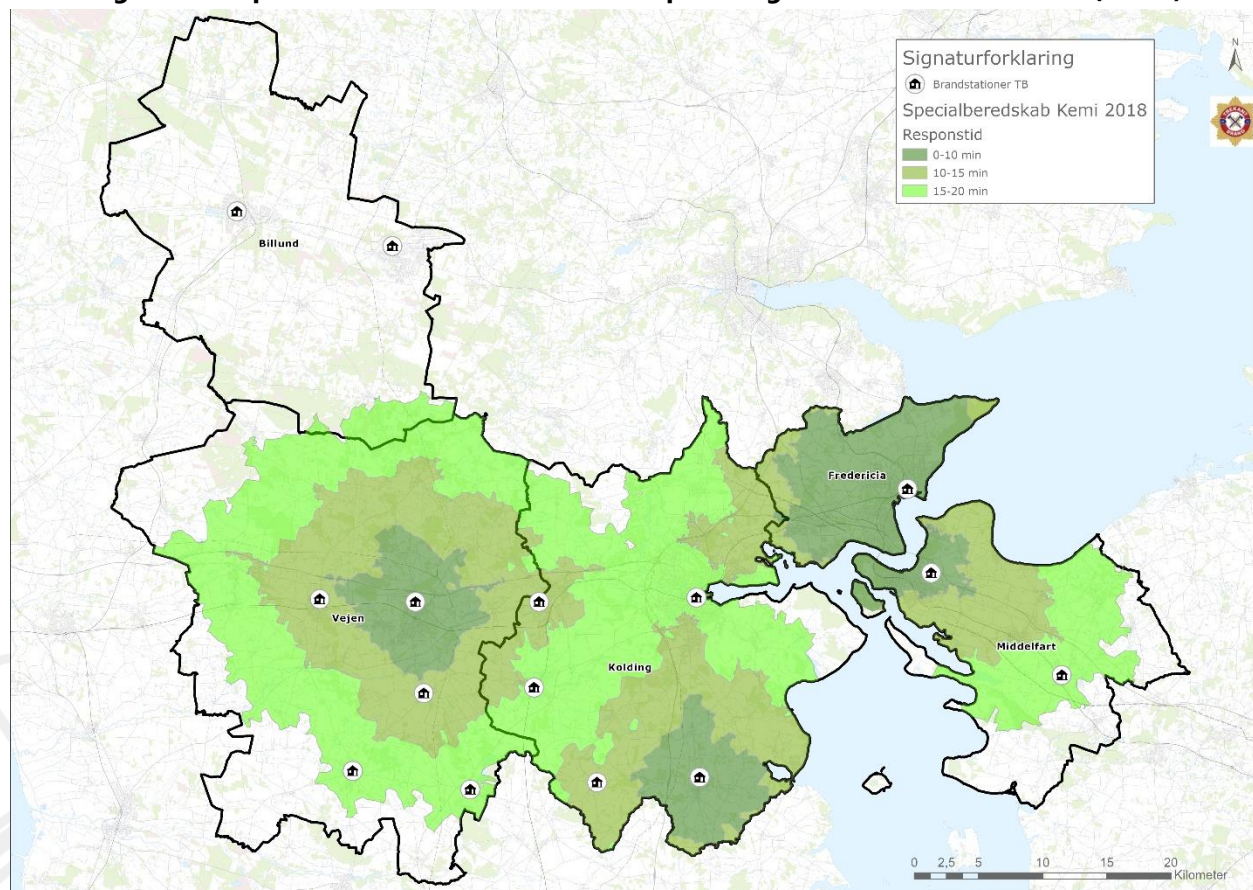 Signaturforklaring
Brandstationer TB
Specialberedskab Kemi 2018
Responstid
0-10 min
10-15 min
15-20 min
N
Billund
Fredericia
Vejen
Kolding
Middelfart
0 2,5 5 10 15 20
Kilometer